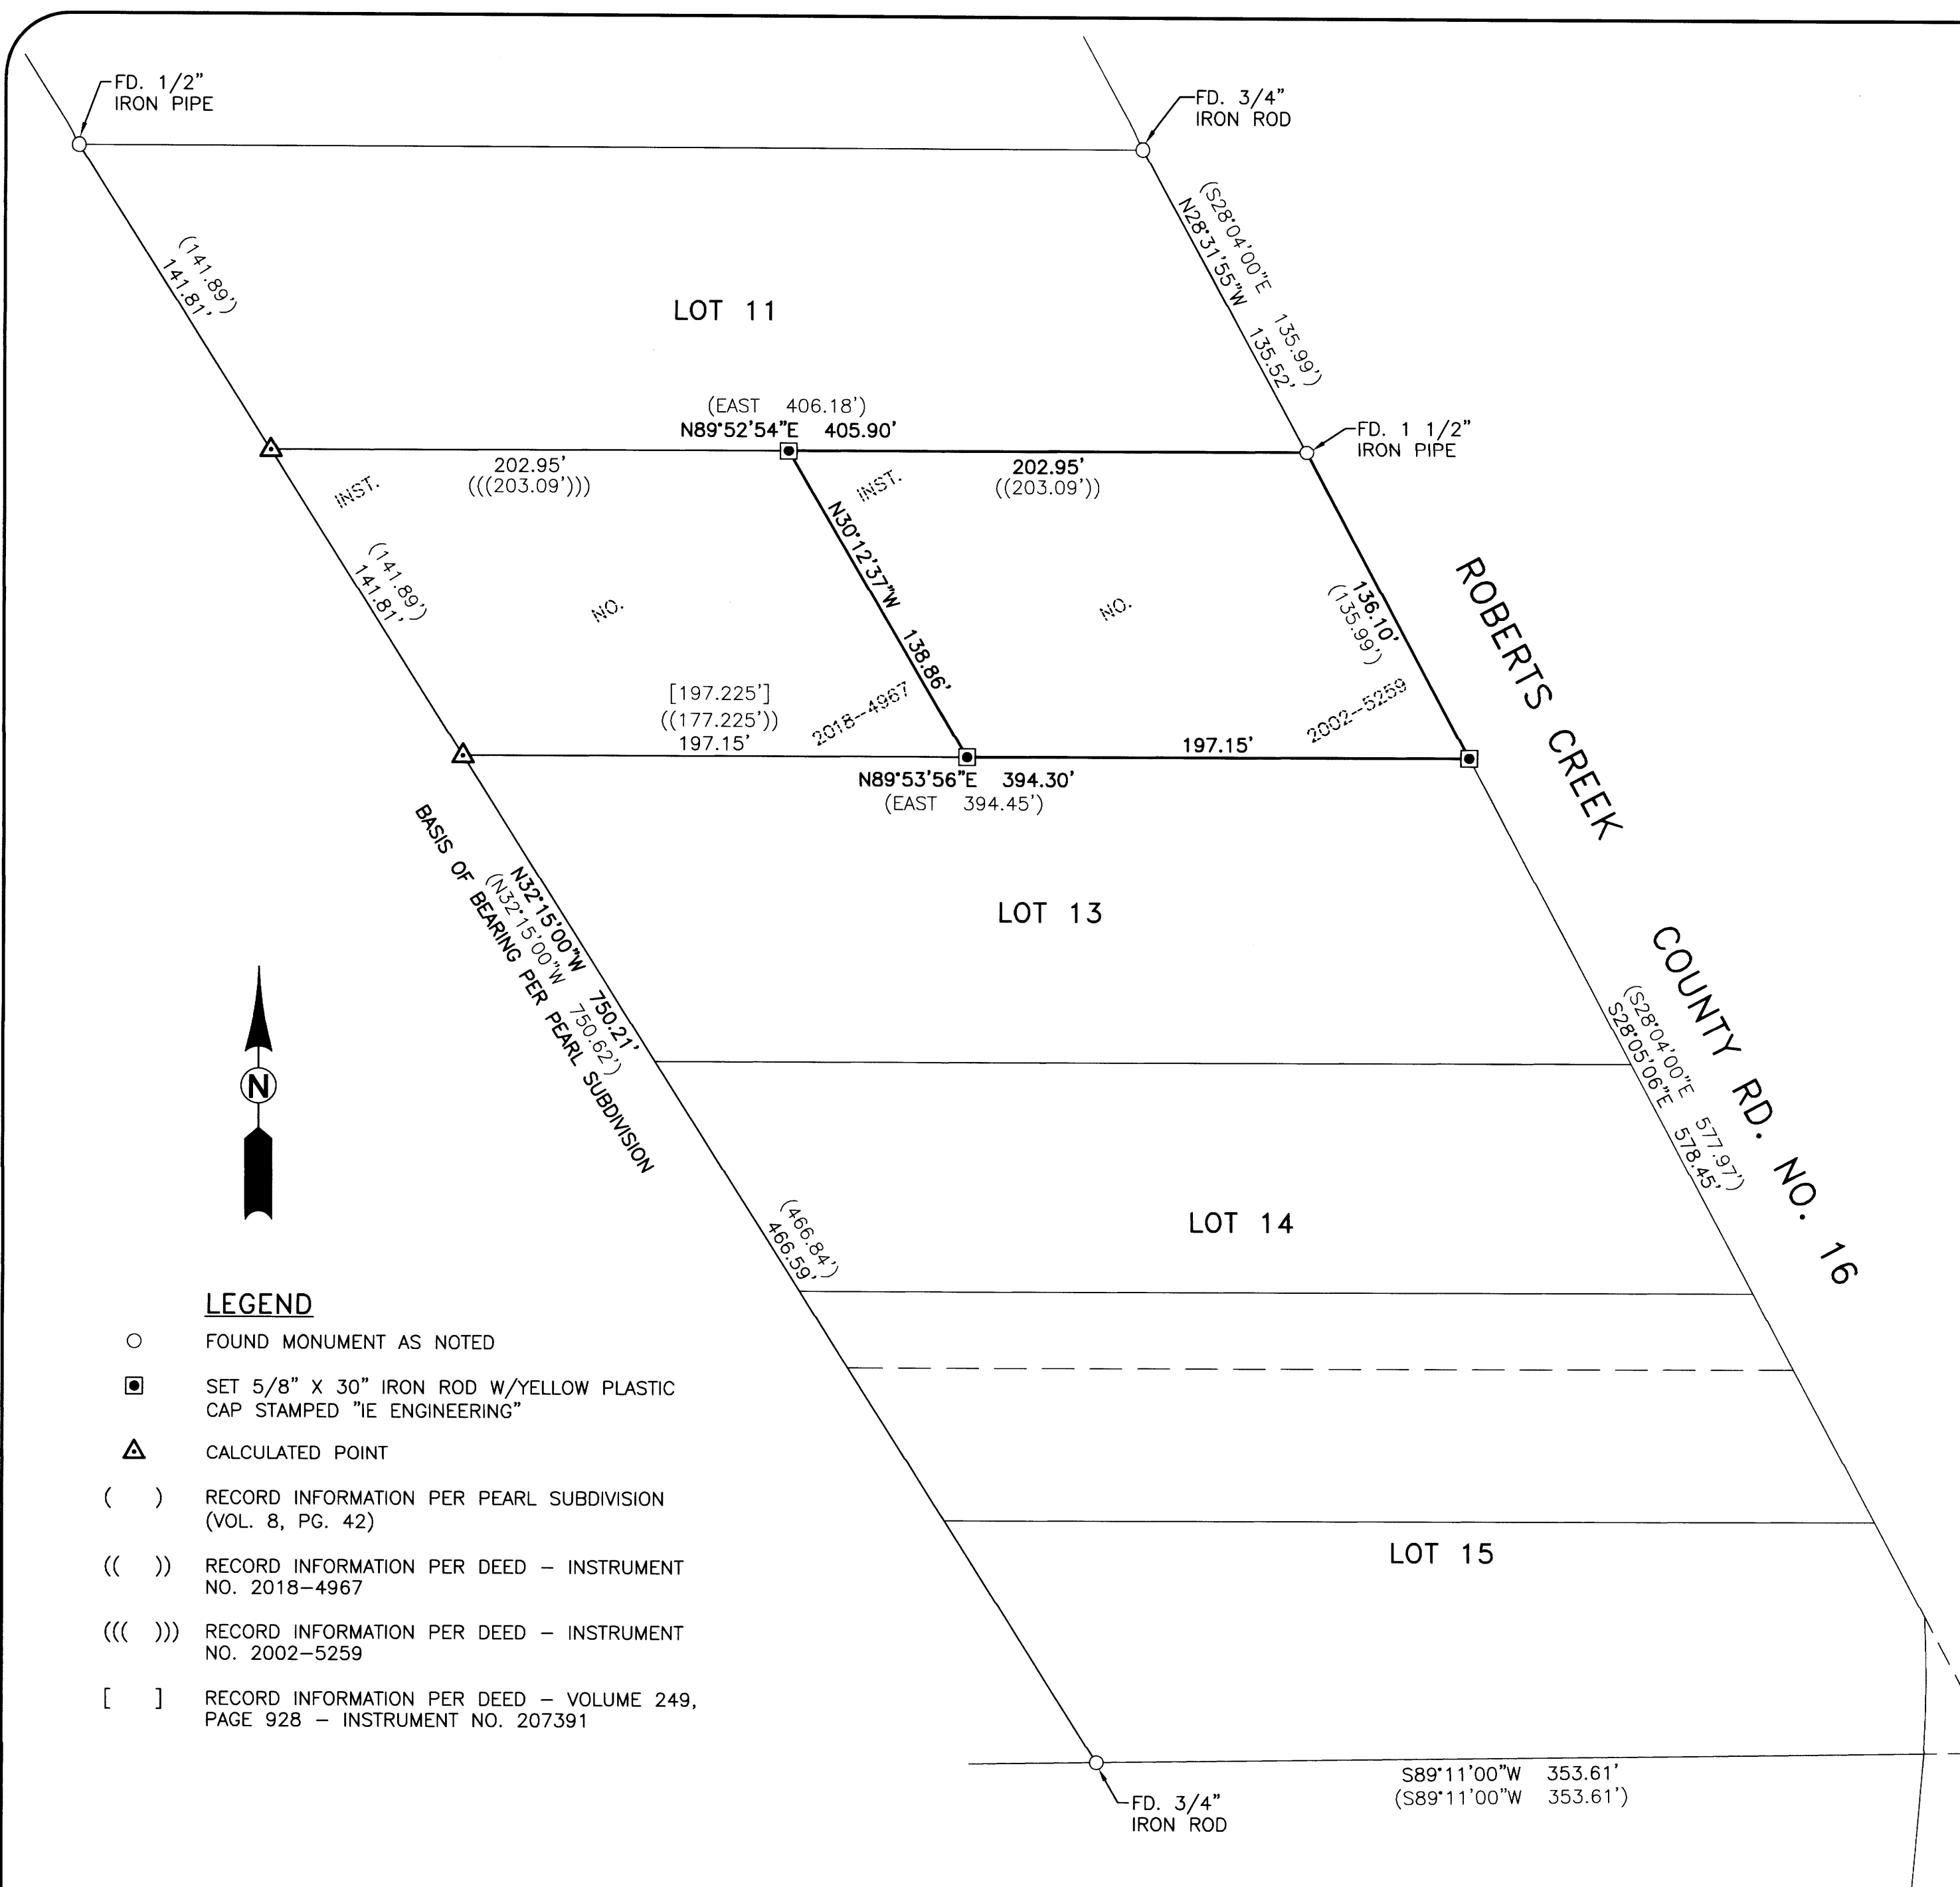 FD. 1/2"
IRON PIPE
FD. 3/4"
IRON ROD
(141.89')
141.81'
(S28°04'00"E 135.99')
N28°31'55"W 135.52'
LOT 11
(EAST 406.18')
N89°52'54"E 405.90'
FD. 1 1/2"
IRON PIPE
202.95'
(((203.09')))
202.95'
((203.09'))
INST.
NO.
2018-4967
INST.
NO.
2002-5259
N30°12'37"W 138.86'
(141.89')
141.81'
136.10'
(135.99')
[197.225']
((177.225'))
197.15'
197.15'
N89°53'56"E 394.30'
(EAST 394.45')
ROBERTS CREEK COUNTY RD. NO. 16
LOT 13
N32°15'00"W 750.21'
(N32°15'00"W 750.62')
BASIS OF BEARING PER PEARL SUBDIVISION
(S28°04'00"E 577.97')
S28°05'06"E 578.45'
N
(466.84')
466.59'
LOT 14
LEGEND
FOUND MONUMENT AS NOTED
SET 5/8" X 30" IRON ROD W/YELLOW PLASTIC
CAP STAMPED "IE ENGINEERING"
CALCULATED POINT
( ) RECORD INFORMATION PER PEARL SUBDIVISION
(VOL. 8, PG. 42)
(( )) RECORD INFORMATION PER DEED – INSTRUMENT
NO. 2018–4967
((( ))) RECORD INFORMATION PER DEED – INSTRUMENT
NO. 2002–5259
[ ] RECORD INFORMATION PER DEED – VOLUME 249,
PAGE 928 – INSTRUMENT NO. 207391
LOT 15
S89°11'00"W 353.61'
(S89°11'00"W 353.61')
FD. 3/4"
IRON ROD